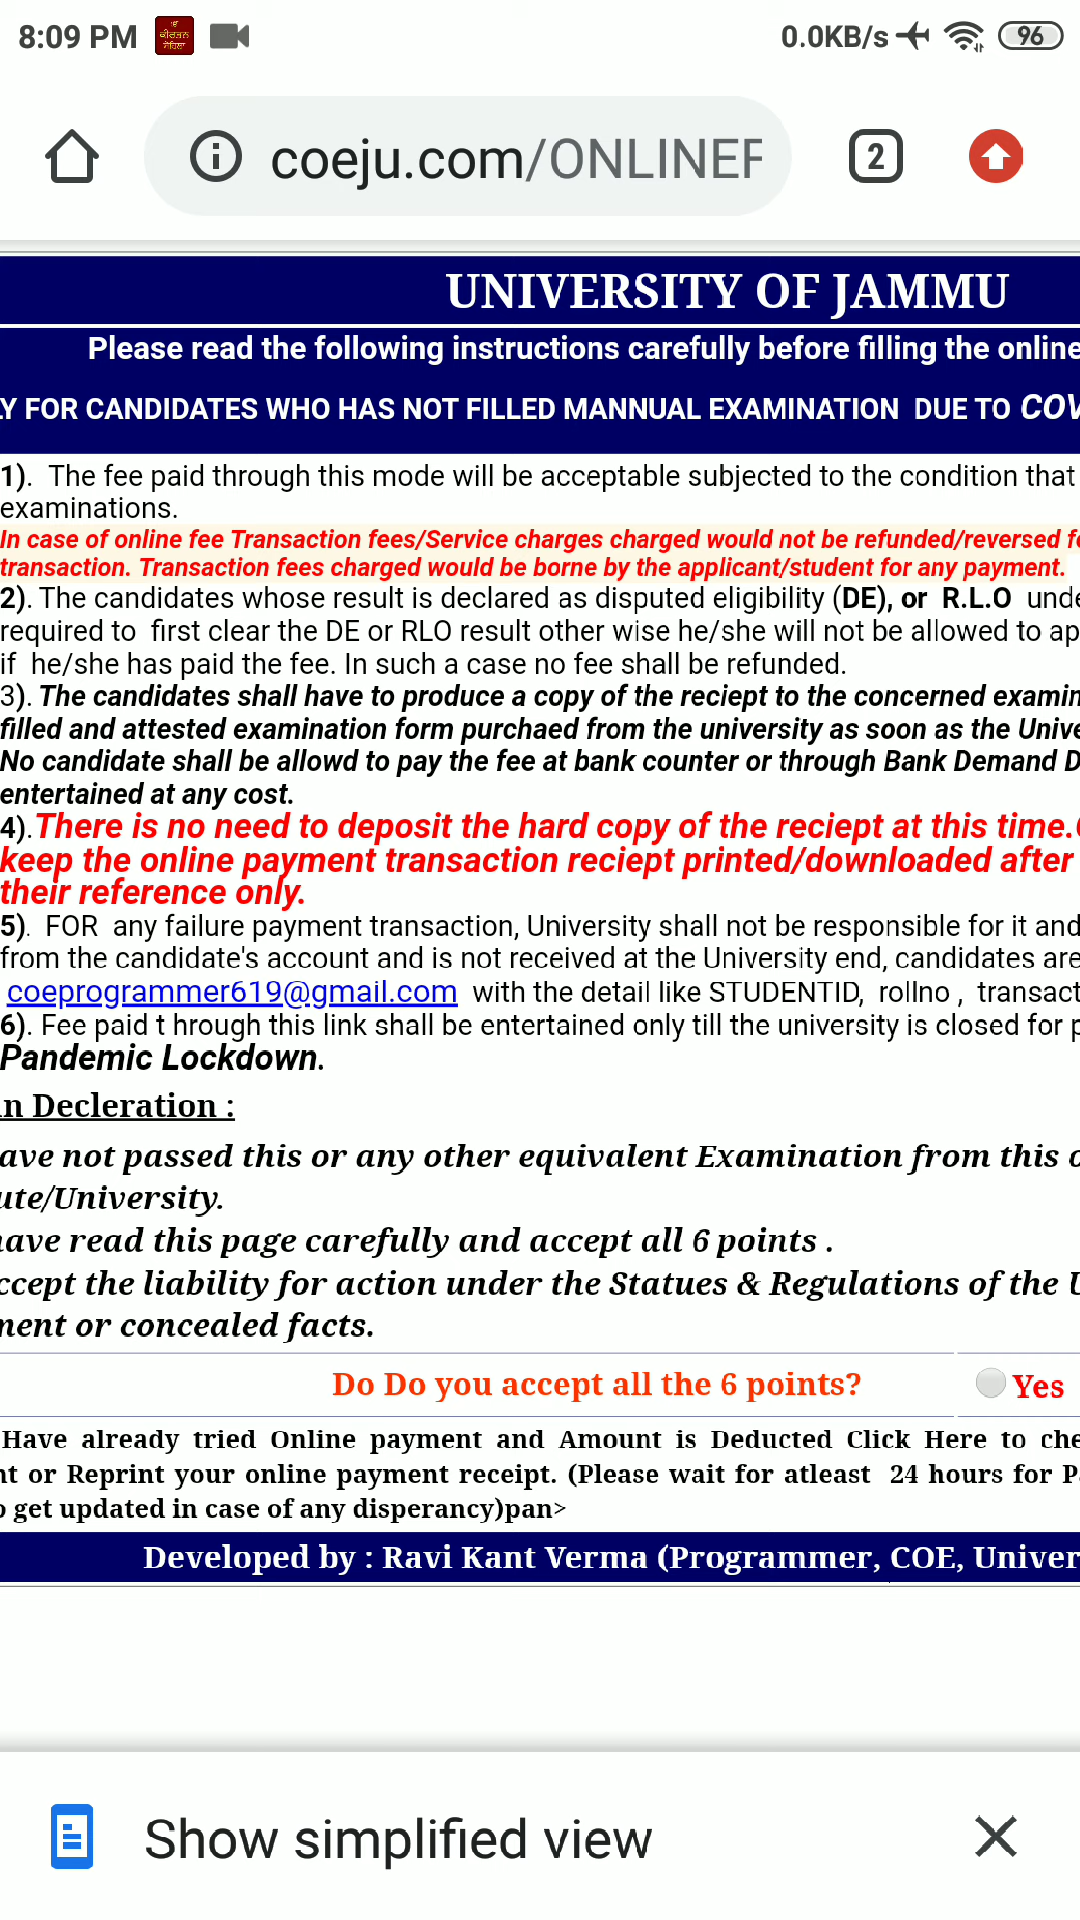 8:09 PM ੴ ਕੀਰਤਨ ਸੋਹਿਲਾ 0.0KB/s 96
coeju.com/ONLINEF 2
UNIVERSITY OF JAMMU
Please read the following instructions carefully before filling the online
Y FOR CANDIDATES WHO HAS NOT FILLED MANNUAL EXAMINATION DUE TO COV
1). The fee paid through this mode will be acceptable subjected to the condition that
examinations.
In case of online fee Transaction fees/Service charges charged would not be refunded/reversed fo
transaction. Transaction fees charged would be borne by the applicant/student for any payment.
2). The candidates whose result is declared as disputed eligibility (DE), or R.L.O unde
required to first clear the DE or RLO result other wise he/she will not be allowed to ap
if he/she has paid the fee. In such a case no fee shall be refunded.
3). The candidates shall have to produce a copy of the reciept to the concerned examin
filled and attested examination form purchaed from the university as soon as the Unive
No candidate shall be allowd to pay the fee at bank counter or through Bank Demand D
entertained at any cost.
4).There is no need to deposit the hard copy of the reciept at this time.
keep the online payment transaction reciept printed/downloaded after
their reference only.
5). FOR any failure payment transaction, University shall not be responsible for it and
from the candidate's account and is not received at the University end, candidates are
coeprogrammer619@gmail.com with the detail like STUDENTID, rollno , transact
6). Fee paid t hrough this link shall be entertained only till the university is closed for p
Pandemic Lockdown.
in Decleration :
ave not passed this or any other equivalent Examination from this o
ute/University.
ave read this page carefully and accept all 6 points .
ccept the liability for action under the Statues & Regulations of the U
ment or concealed facts.
Do Do you accept all the 6 points? Yes
Have already tried Online payment and Amount is Deducted Click Here to che
nt or Reprint your online payment receipt. (Please wait for atleast 24 hours for Pa
o get updated in case of any disperancy)pan>
Developed by : Ravi Kant Verma (Programmer, COE, Univer
Show simplified view